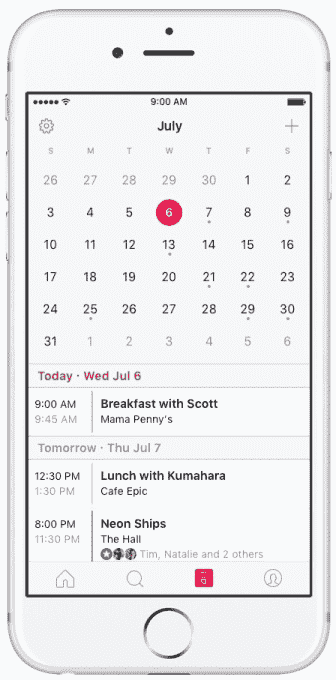 9:00 AM
July
S M T W T F S
26 27 28 29 30 1 2
3 4 5 6 7 8 9
10 11 12 13 14 15 16
17 18 19 20 21 22 23
24 25 26 27 28 29 30
31 1 2 3 4 5 6
Today · Wed Jul 6
9:00 AM Breakfast with Scott
9:45 AM Mama Penny's
Tomorrow · Thu Jul 7
12:30 PM Lunch with Kumahara
1:30 PM Cafe Epic
8:00 PM Neon Ships
11:30 PM The Hall
Tim, Natalie and 2 others
6